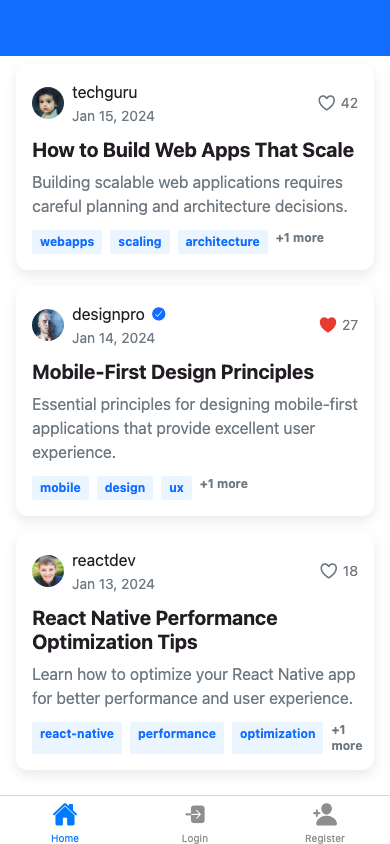 techguru
Jan 15, 2024
42
How to Build Web Apps That Scale
Building scalable web applications requires
careful planning and architecture decisions.
webapps scaling architecture +1 more
designpro
Jan 14, 2024
27
Mobile-First Design Principles
Essential principles for designing mobile-first
applications that provide excellent user
experience.
mobile design ux +1 more
reactdev
Jan 13, 2024
18
React Native Performance
Optimization Tips
Learn how to optimize your React Native app
for better performance and user experience.
react-native performance optimization +1
more
Home Login Register